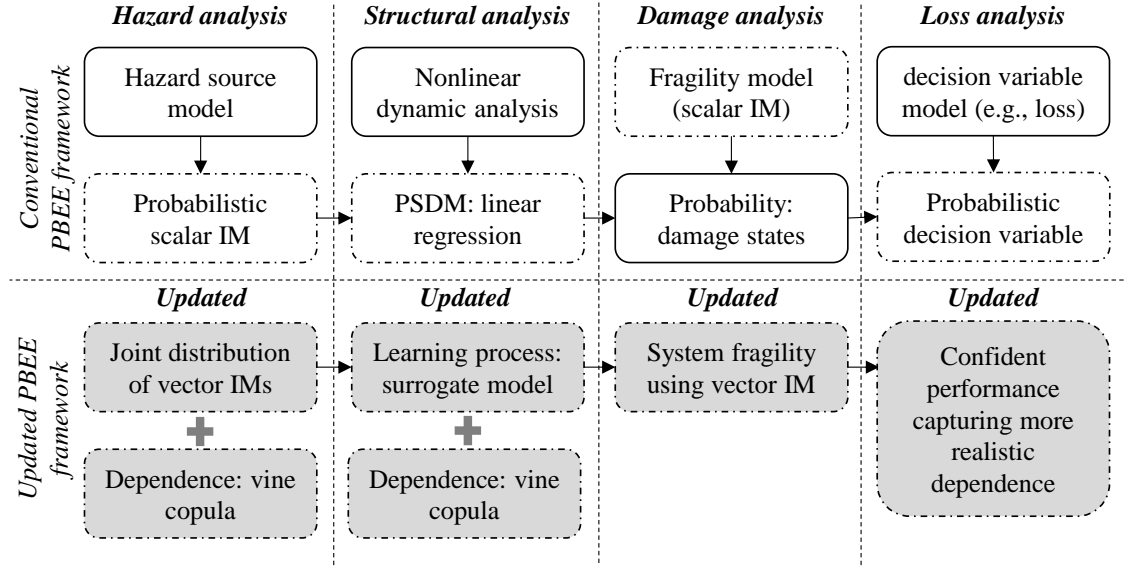 Hazard analysis
Structural analysis
Damage analysis
Loss analysis
Conventional
PBEE framework
Hazard source
model
Nonlinear
dynamic analysis
Fragility model
(scalar IM)
decision variable
model (e.g., loss)
Probabilistic
scalar IM
PSDM: linear
regression
Probability:
damage states
Probabilistic
decision variable
Updated PBEE
framework
Updated
Updated
Updated
Updated
Joint distribution
of vector IMs
Learning process:
surrogate model
System fragility
using vector IM
Confident
performance
capturing more
realistic
dependence
Dependence: vine
copula
Dependence: vine
copula